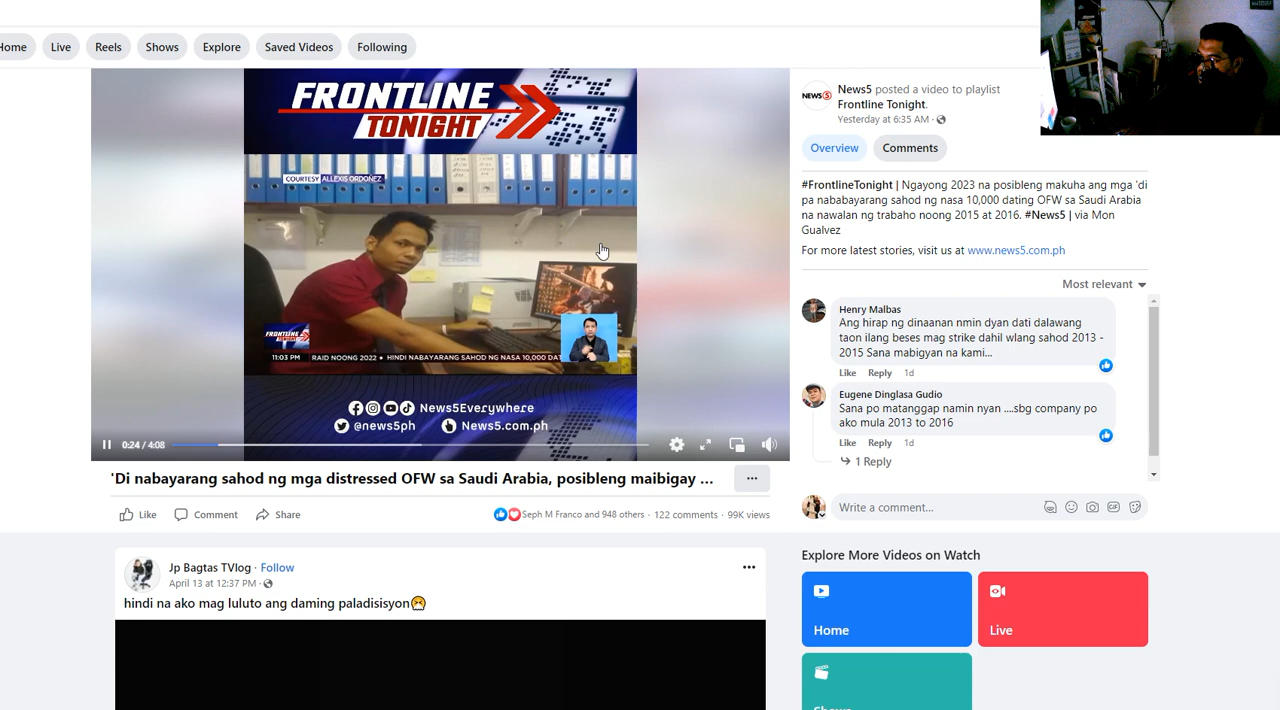 Home
Live
Reels
Shows
Explore
Saved Videos
Following
FRONTLINE
TONIGHT
COURTESY ALLEXIS ORDOÑEZ
FRONTLINE
11:03 PM RAID NOONG 2022 • HINDI NABAYARANG SAHOD NG NASA 10,000 DAT
News5Everywhere
@news5ph
News5.com.ph
0:24 / 4:08
'Di nabayarang sahod ng mga distressed OFW sa Saudi Arabia, posibleng maibigay ...
Like
Comment
Share
Seph M Franco and 948 others · 122 comments · 99K views
Jp Bagtas TVlog · Follow
April 13 at 12:37 PM ·
hindi na ako mag luluto ang daming paladisisyon
NEWS5
News5 posted a video to playlist
Frontline Tonight.
Yesterday at 6:35 AM ·
Overview
Comments
#FrontlineTonight | Ngayong 2023 na posibleng makuha ang mga 'di
pa nababayarang sahod ng nasa 10,000 dating OFW sa Saudi Arabia
na nawalan ng trabaho noong 2015 at 2016. #News5 | via Mon
Gualvez
For more latest stories, visit us at www.news5.com.ph
Most relevant
Henry Malbas
Ang hirap ng dinaanan nmin dyan dati dalawang
taon ilang beses mag strike dahil wlang sahod 2013 -
2015 Sana mabigyan na kami...
Like Reply 1d
Eugene Dinglasa Gudio
Sana po matanggap namin nyan ....sbg company po
ako mula 2013 to 2016
Like Reply 1d
1 Reply
Write a comment...
GIF
Explore More Videos on Watch
Home
Live
Shows